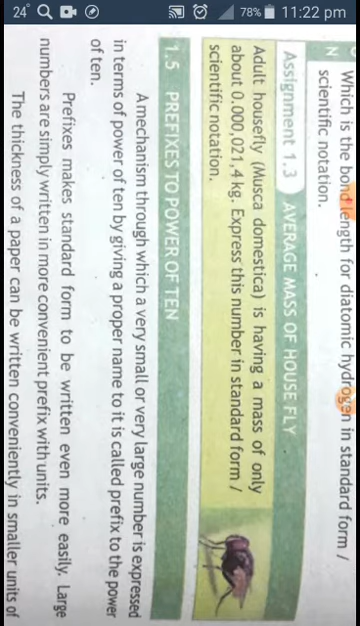 24°
78% 11:22 pm
Which is the bond length for diatomic hydrogen in standard form /
scientific notation.
Assignment 1.3 AVERAGE MASS OF HOUSE FLY
Adult housefly (Musca domestica) is having a mass of only
about 0.000,021,4 kg. Express this number in standard form /
scientific notation.
1.5 PREFIXES TO POWER OF TEN
A mechanism through which a very small or very large number is expressed
in terms of power of ten by giving a proper name to it is called prefix to the power
of ten.
Prefixes makes standard form to be written even more easily. Large
numbers are simply written in more convenient prefix with units.
The thickness of a paper can be written conveniently in smaller units of